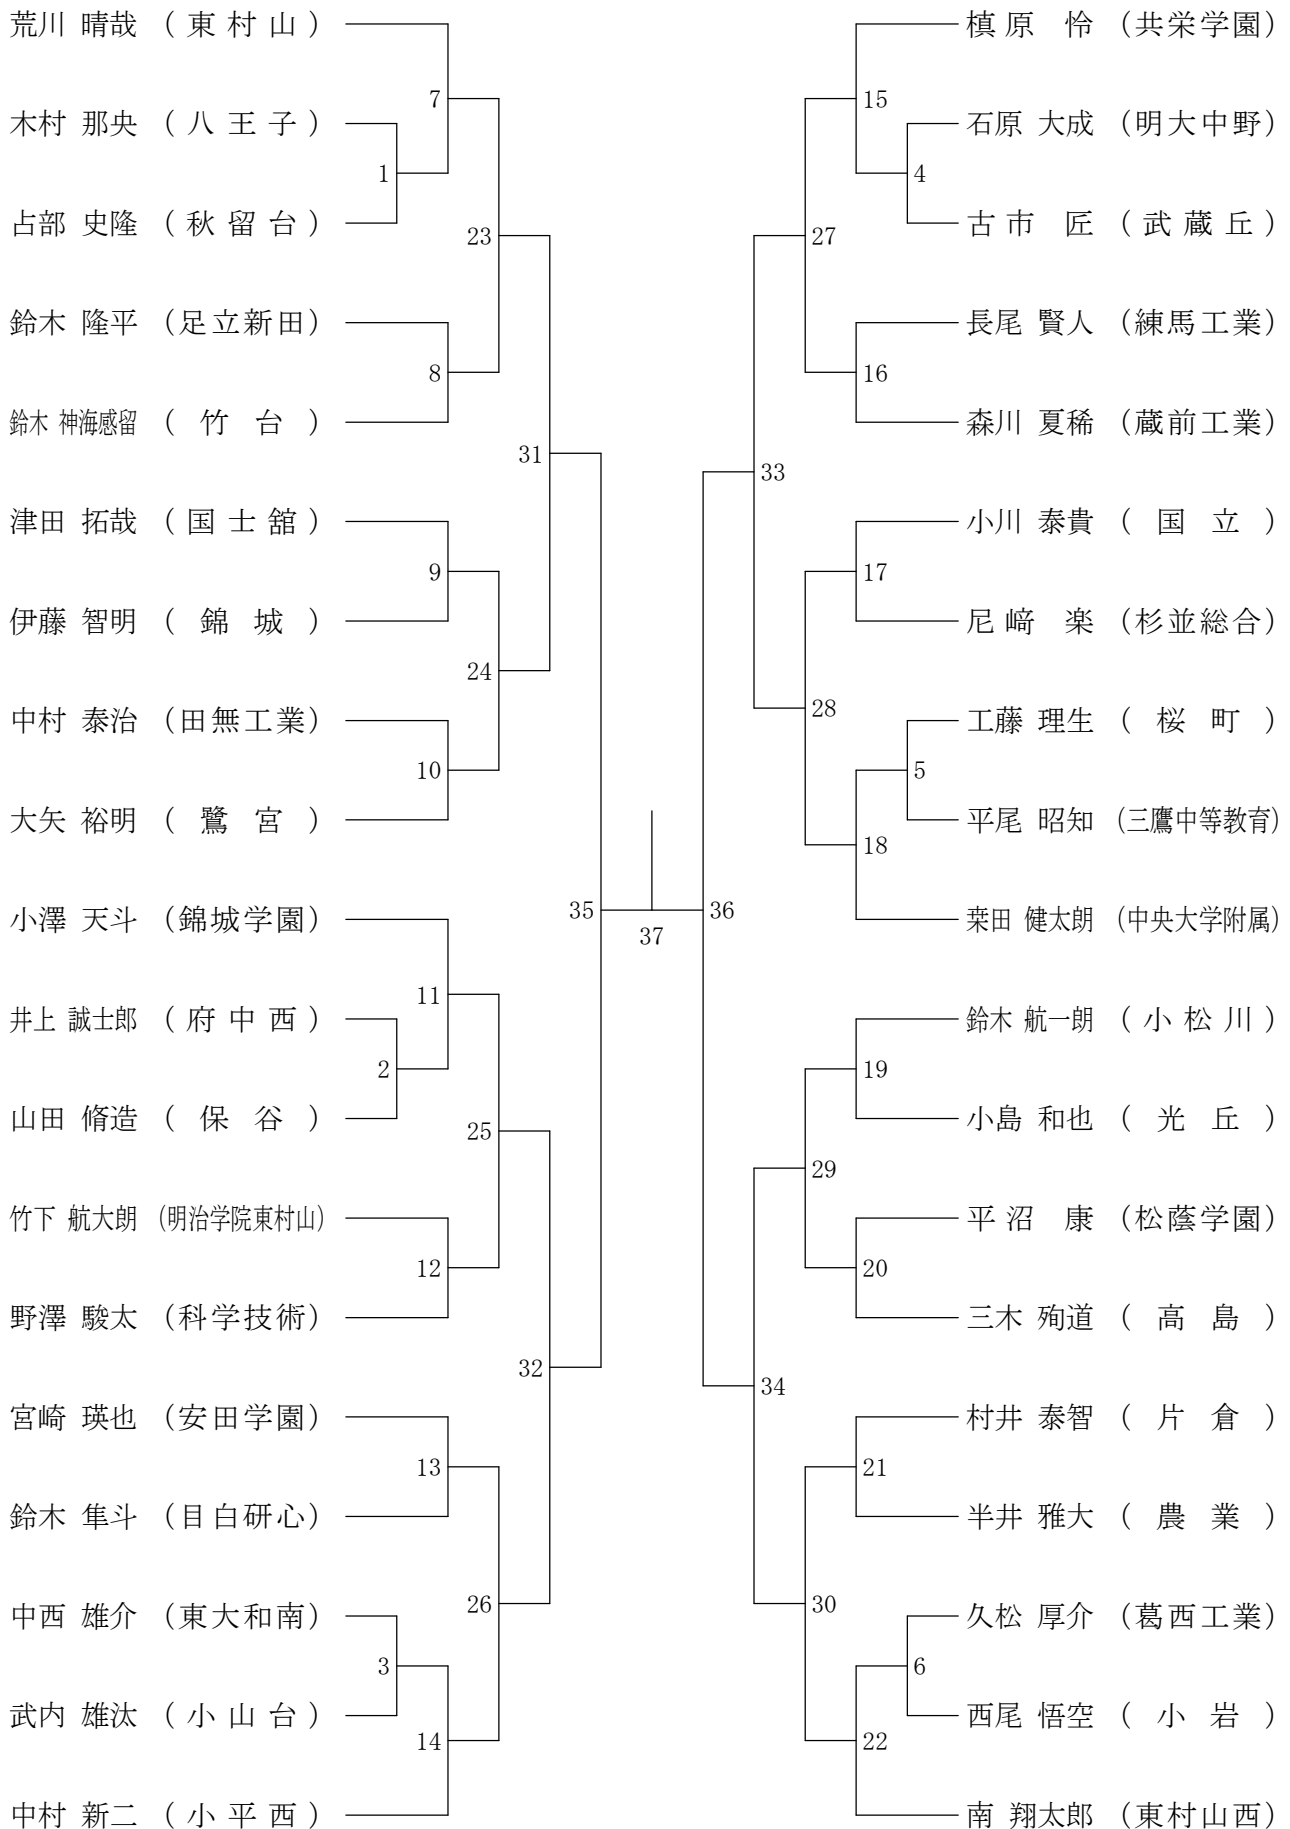 荒川 晴哉 （ 東 村 山 ）
7
木村 那央 （ 八 王 子 ）
1
占部 史隆 （ 秋 留 台 ）
23
鈴木 隆平 （足立新田）
8
鈴木 神海感留 （ 竹 台 ）
31
津田 拓哉 （ 国 士 舘 ）
9
伊藤 智明 （ 錦 城 ）
24
中村 泰治 （田無工業）
10
大矢 裕明 （ 鷺 宮 ）
35
小澤 天斗 （錦城学園）
11
井上 誠士郎 （ 府 中 西 ）
2
山田 脩造 （ 保 谷 ）
25
竹下 航大朗 （明治学院東村山）
12
野澤 駿太 （科学技術）
32
宮崎 瑛也 （安田学園）
13
鈴木 隼斗 （目白研心）
26
中西 雄介 （東大和南）
3
武内 雄汰 （ 小 山 台 ）
14
中村 新二 （ 小 平 西 ）
37
槙 原 怜 （共栄学園）
15
石原 大成 （明大中野）
4
古 市 匠 （ 武 蔵 丘 ）
27
長尾 賢人 （練馬工業）
16
森川 夏稀 （蔵前工業）
33
小川 泰貴 （ 国 立 ）
17
尼 﨑 楽 （杉並総合）
28
工藤 理生 （ 桜 町 ）
5
平尾 昭知 （三鷹中等教育）
18
桒田 健太朗 （中央大学附属）
36
鈴木 航一朗 （ 小 松 川 ）
19
小島 和也 （ 光 丘 ）
29
平 沼 康 （松蔭学園）
20
三木 殉道 （ 高 島 ）
34
村井 泰智 （ 片 倉 ）
21
半井 雅大 （ 農 業 ）
30
久松 厚介 （葛西工業）
6
西尾 悟空 （ 小 岩 ）
22
南 翔太郎 （東村山西）